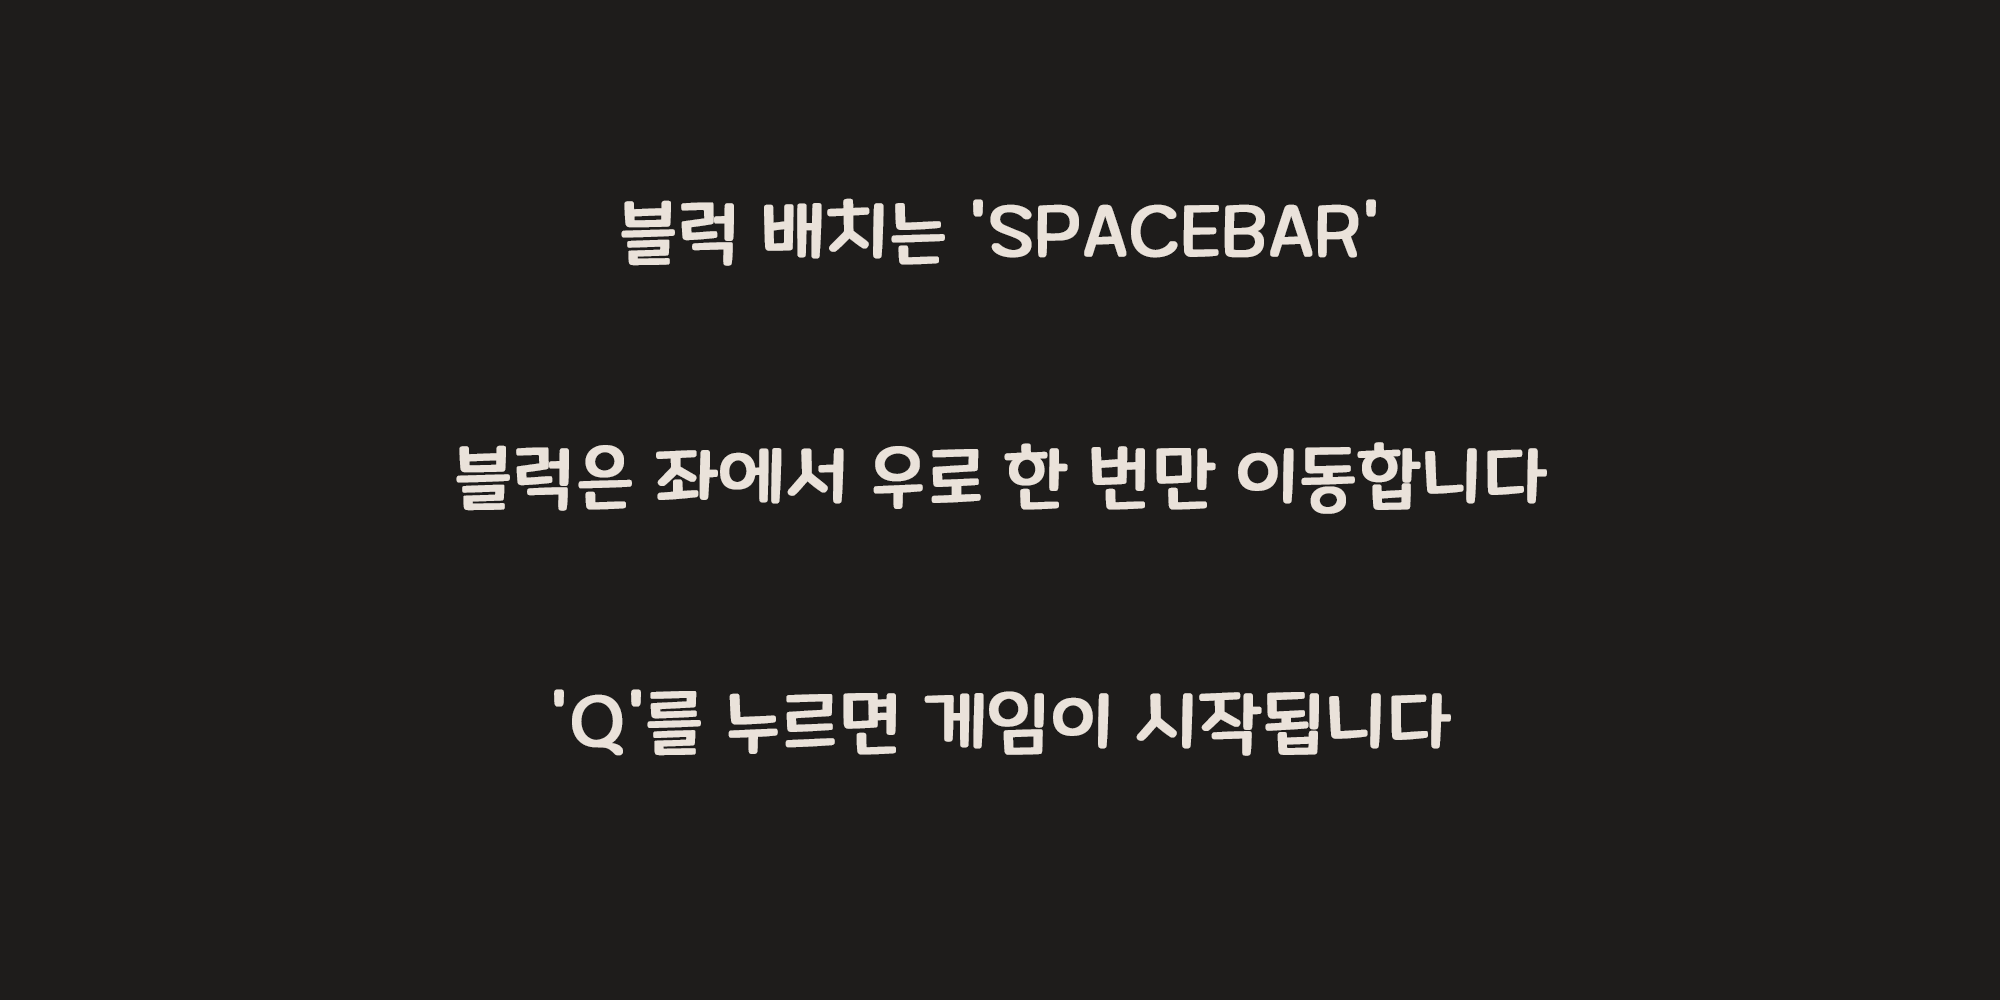 블럭 배치는 'SPACEBAR'
블럭은 좌에서 우로 한 번만 이동합니다
'Q'를 누르면 게임이 시작됩니다